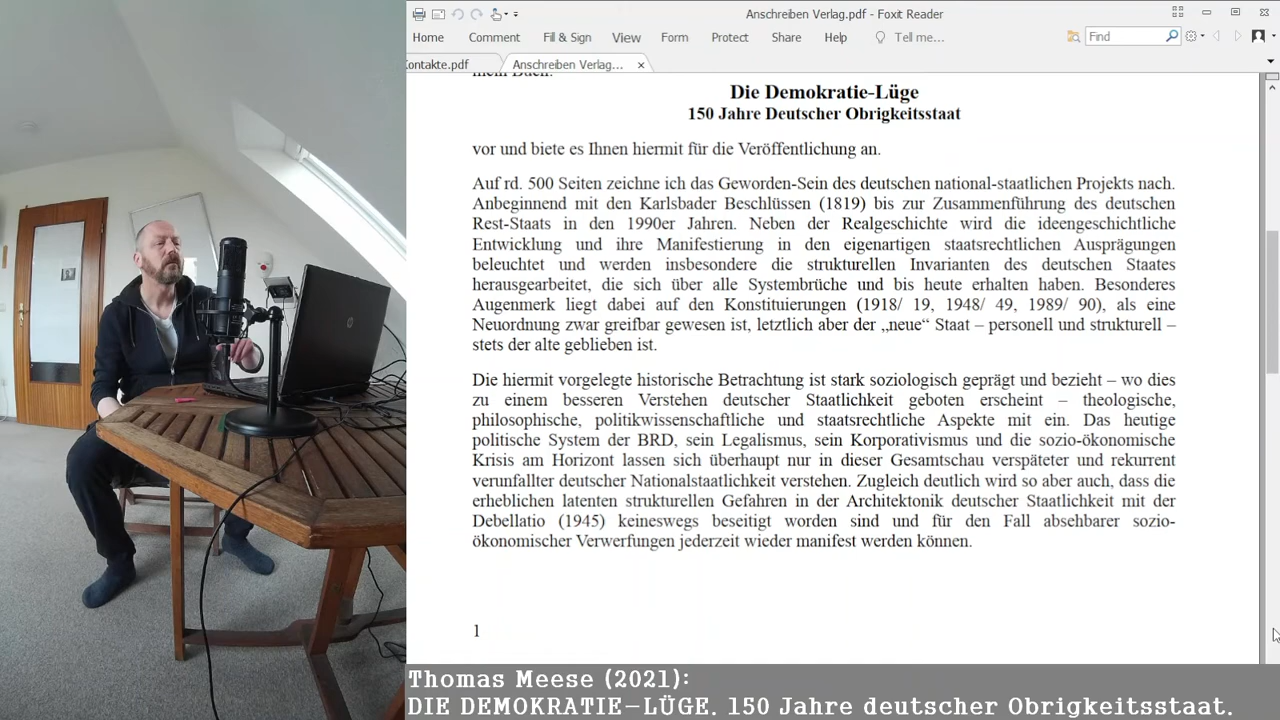 Anschreiben Verlag.pdf - Foxit Reader
Home Comment Fill & Sign View Form Protect Share Help Tell me... Find
Kontakte.pdf Anschreiben Verlag...
mein Buch:
Die Demokratie-Lüge
150 Jahre Deutscher Obrigkeitsstaat
vor und biete es Ihnen hiermit für die Veröffentlichung an.
Auf rd. 500 Seiten zeichne ich das Geworden-Sein des deutschen national-staatlichen Projekts nach.
Anbeginnend mit den Karlsbader Beschlüssen (1819) bis zur Zusammenführung des deutschen
Rest-Staats in den 1990er Jahren. Neben der Realgeschichte wird die ideengeschichtliche
Entwicklung und ihre Manifestierung in den eigenartigen staatsrechtlichen Ausprägungen
beleuchtet und werden insbesondere die strukturellen Invarianten des deutschen Staates
herausgearbeitet, die sich über alle Systembrüche und bis heute erhalten haben. Besonderes
Augenmerk liegt dabei auf den Konstituierungen (1918/ 19, 1948/ 49, 1989/ 90), als eine
Neuordnung zwar greifbar gewesen ist, letztlich aber der „neue“ Staat – personell und strukturell –
stets der alte geblieben ist.
Die hiermit vorgelegte historische Betrachtung ist stark soziologisch geprägt und bezieht – wo dies
zu einem besseren Verstehen deutscher Staatlichkeit geboten erscheint – theologische,
philosophische, politikwissenschaftliche und staatsrechtliche Aspekte mit ein. Das heutige
politische System der BRD, sein Legalismus, sein Korporativismus und die sozio-ökonomische
Krisis am Horizont lassen sich überhaupt nur in dieser Gesamtschau verspäteter und rekurrent
verunfallter deutscher Nationalstaatlichkeit verstehen. Zugleich deutlich wird so aber auch, dass die
erheblichen latenten strukturellen Gefahren in der Architektonik deutscher Staatlichkeit mit der
Debellatio (1945) keineswegs beseitigt worden sind und für den Fall absehbarer sozio-
ökonomischer Verwerfungen jederzeit wieder manifest werden können.
1
Thomas Meese (2021):
DIE DEMOKRATIE-LÜGE. 150 Jahre deutscher Obrigkeitsstaat.